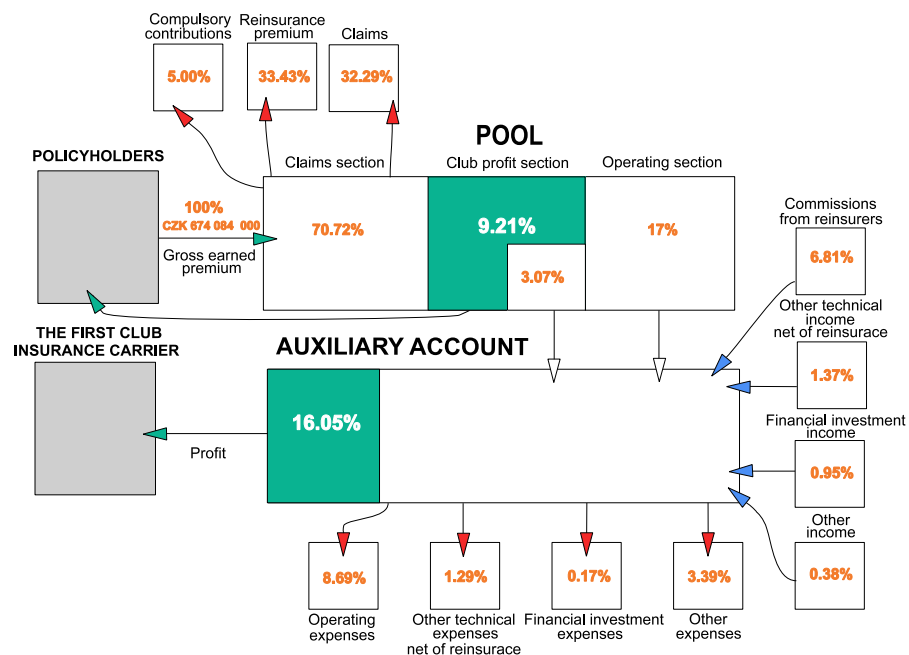 Compulsory
contributions
Reinsurance
premium
Claims
5.00%
33.43%
32.29%
POOL
POLICYHOLDERS
Claims section
Club profit section
Operating section
100%
CZK 674 084 000
Gross earned
premium
70.72%
9.21%
3.07%
17%
Commissions
from reinsurers
6.81%
Other technical
income
net of reinsurace
1.37%
THE FIRST CLUB
INSURANCE CARRIER
AUXILIARY ACCOUNT
16.05%
Profit
Financial investment
income
0.95%
Other
income
0.38%
8.69%
1.29%
0.17%
3.39%
Operating
expenses
Other technical
expenses
net of reinsurace
Financial investment
expenses
Other
expenses